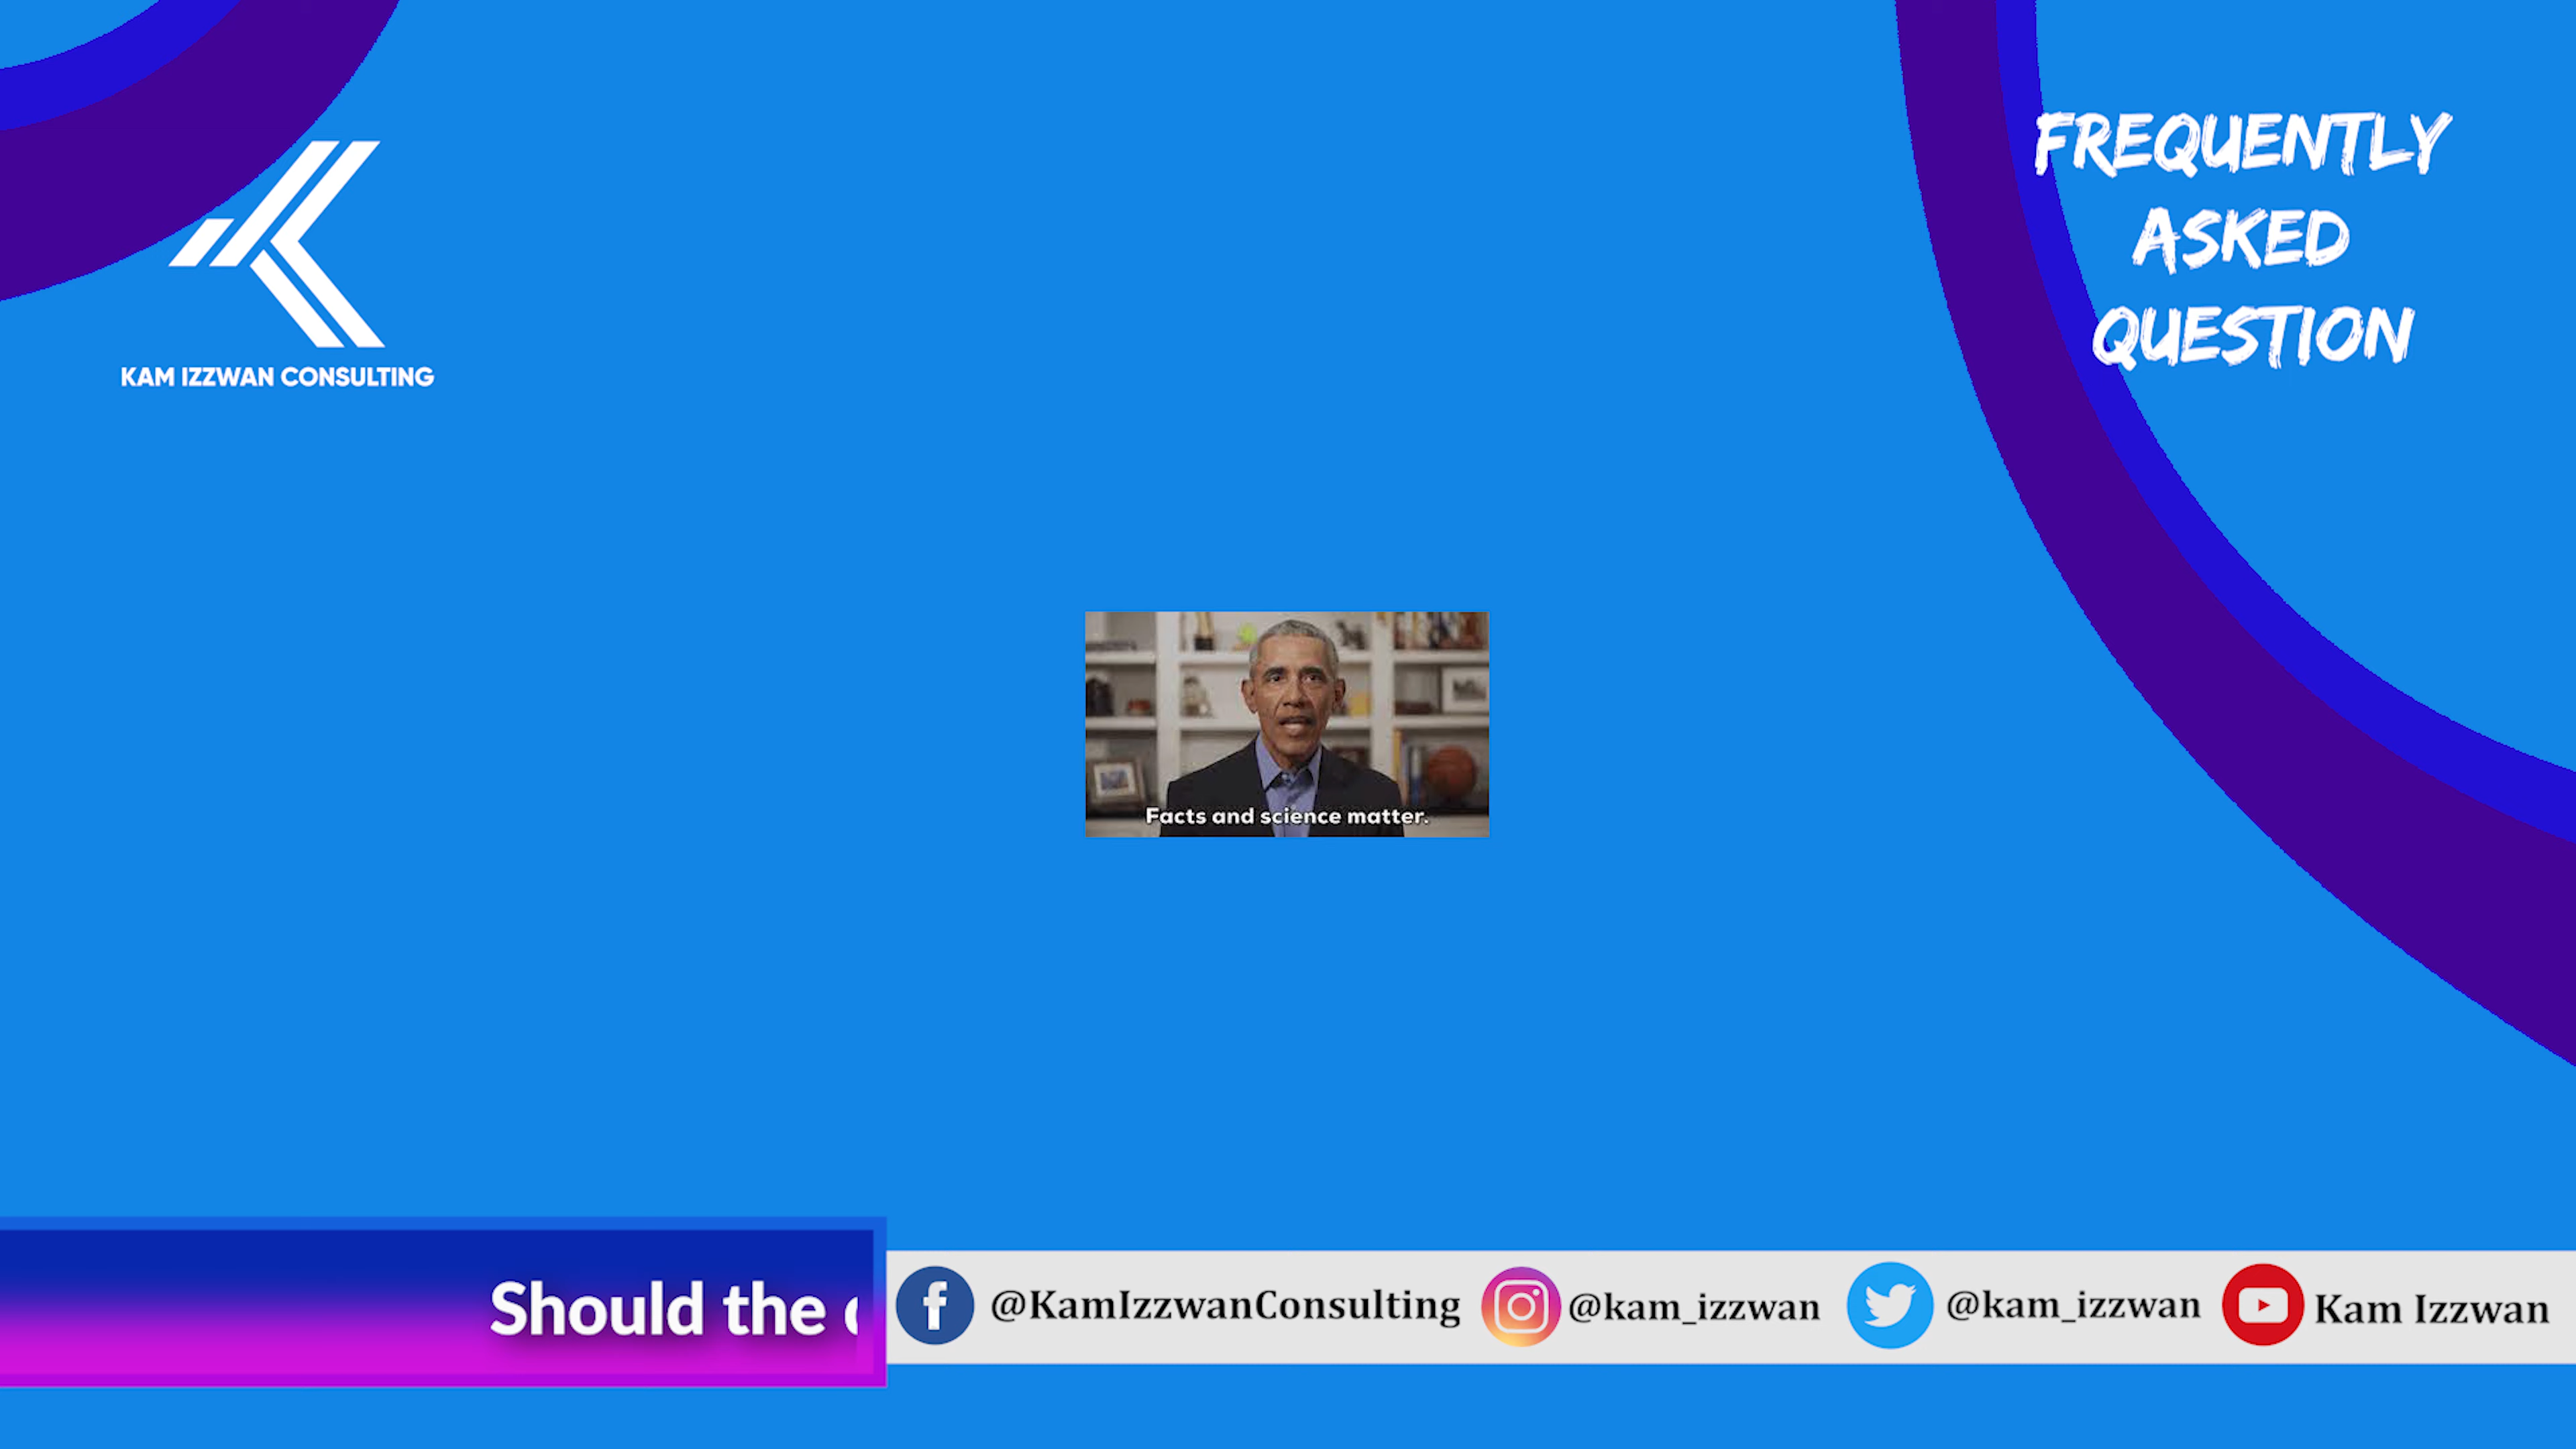 FREQUENTLY
ASKED
QUESTION
KAM IZZWAN CONSULTING
Facts and science matter.
Should the
@KamIzzwanConsulting
@kam_izzwan
@kam_izzwan
Kam Izzwan